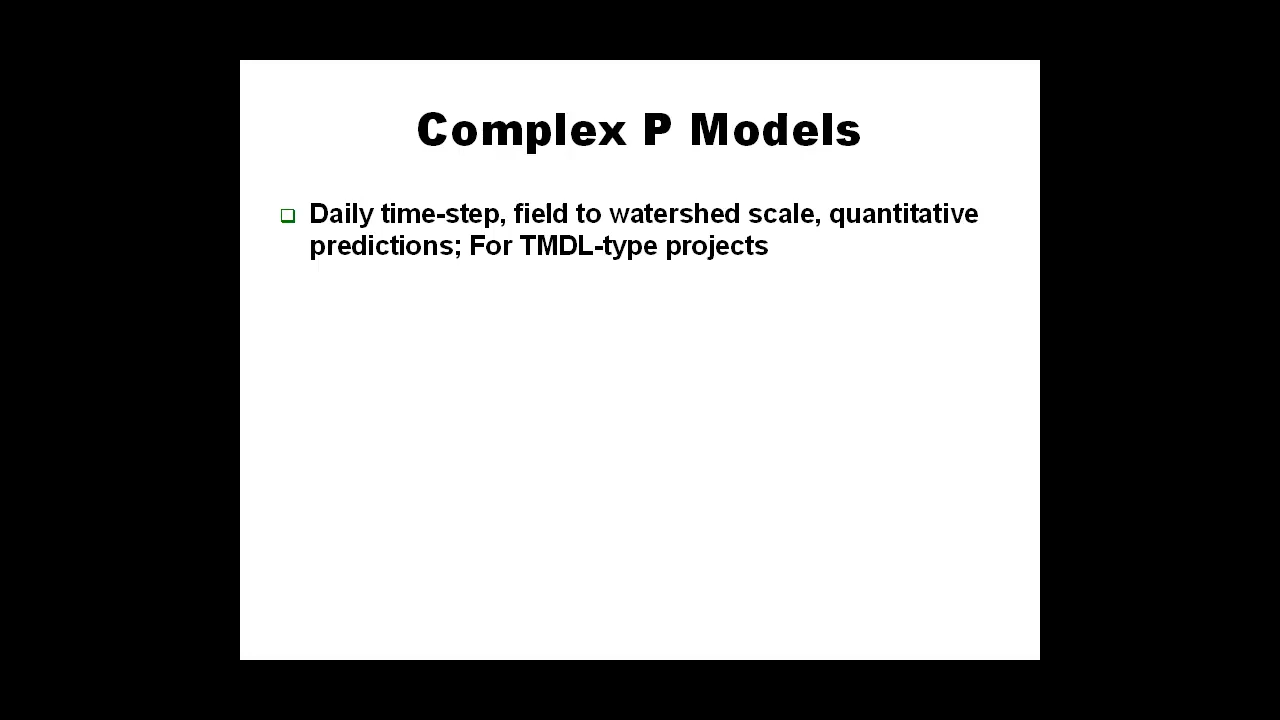 Complex P Models
Daily time-step, field to watershed scale, quantitative
predictions; For TMDL-type projects